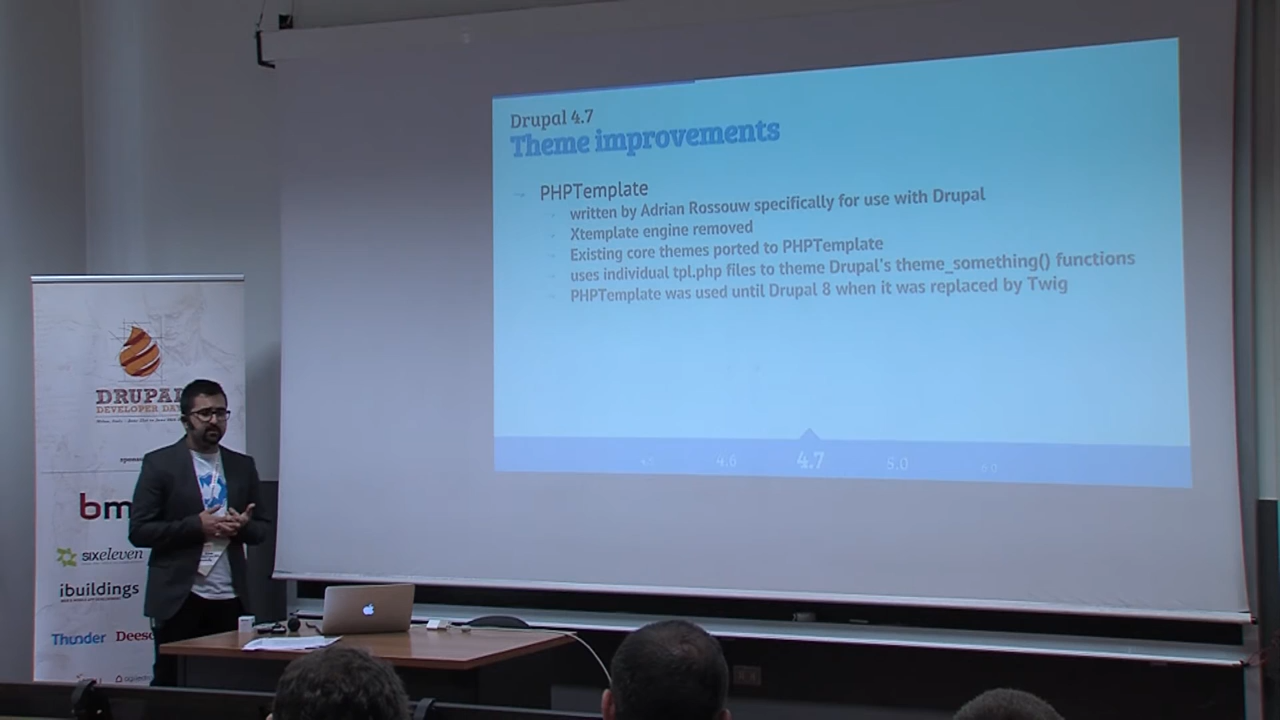 Drupal 4.7
Theme improvements
PHPTemplate
written by Adrian Rossouw specifically for use with Drupal
Xtemplate engine removed
Existing core themes ported to PHPTemplate
uses individual tpl.php files to theme Drupal's theme_something() functions
PHPTemplate was used until Drupal 8 when it was replaced by Twig
4.6 4.7 5.0
DRUPAL
DEVELOPER DAY
bm
sixeleven
ibuildings
Thunder Deeso